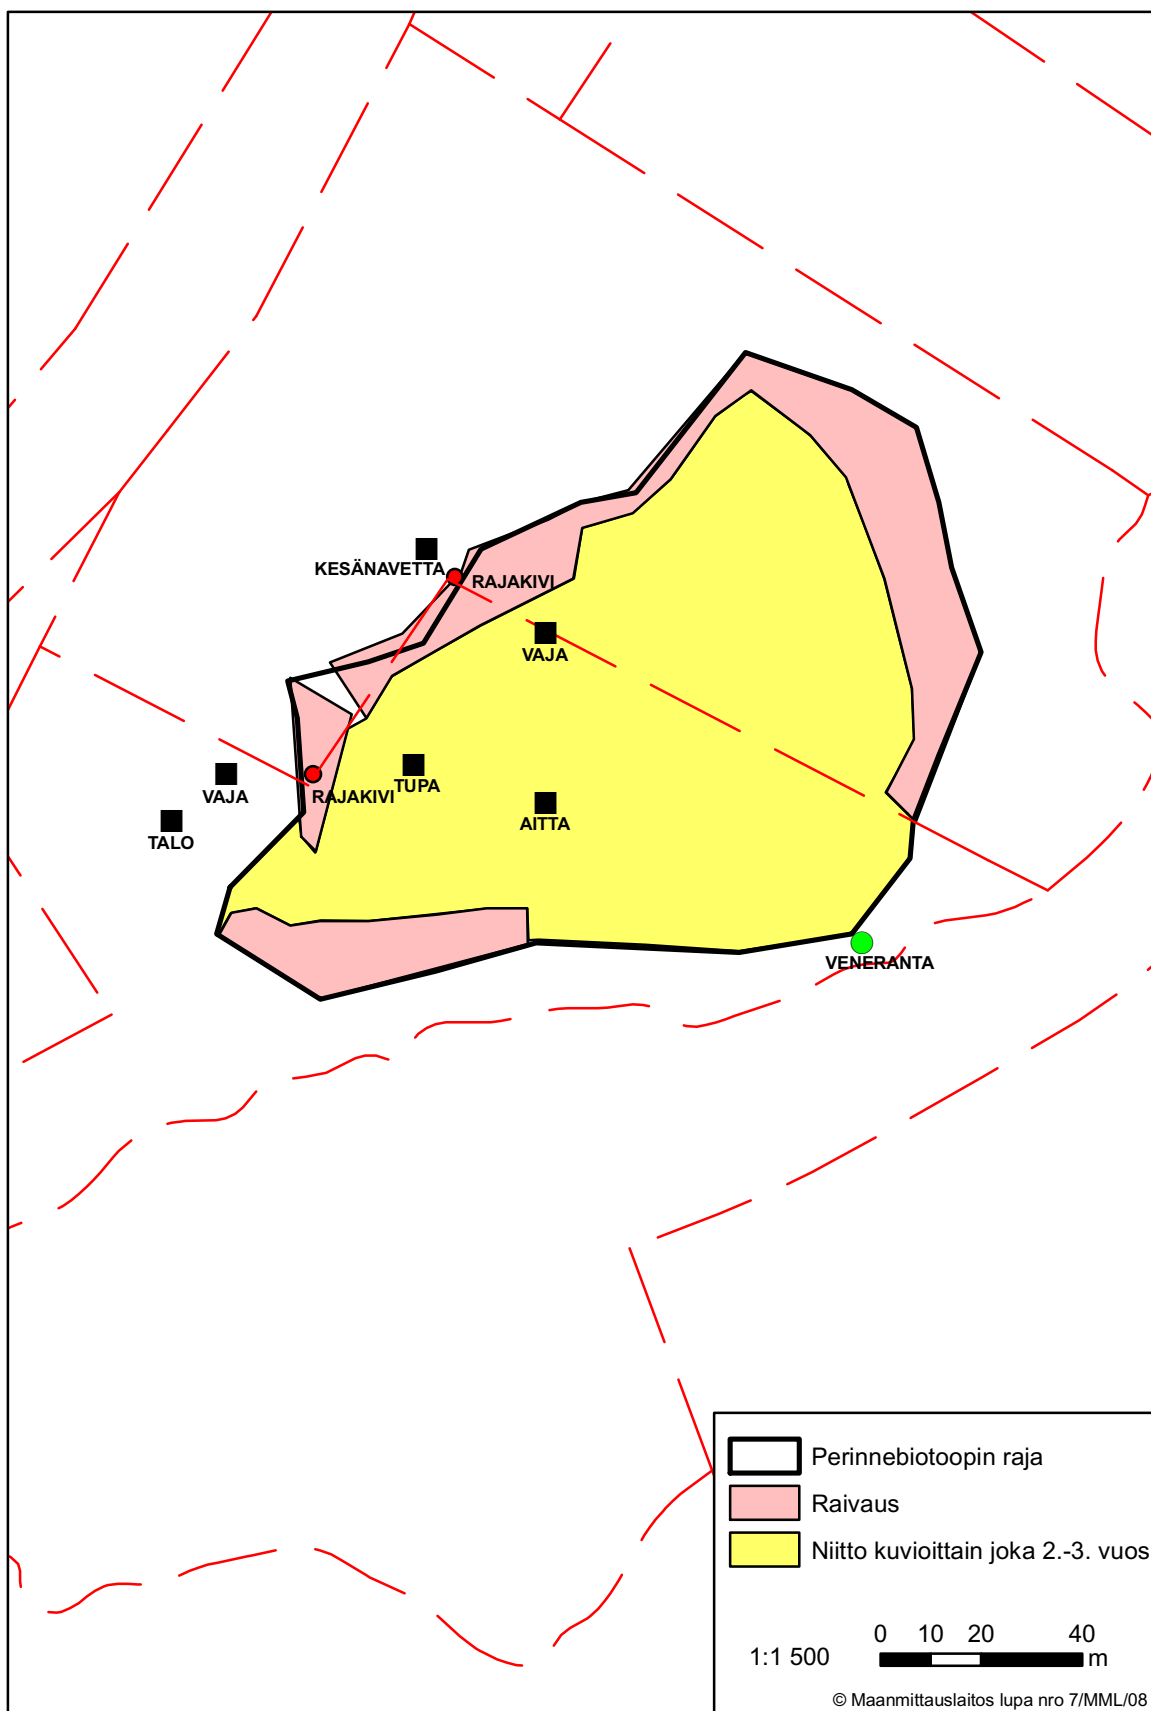 KESÄNAVETTA
RAJAKIVI
VAJA
TUPA
VAJA
RAJAKIVI
AITTA
TALO
VENERANTA
Perinnebiotoopin raja
Raivaus
Niitto kuvioittain joka 2.-3. vuos
0 10 20 40
1:1 500
m
© Maanmittauslaitos lupa nro 7/MML/08